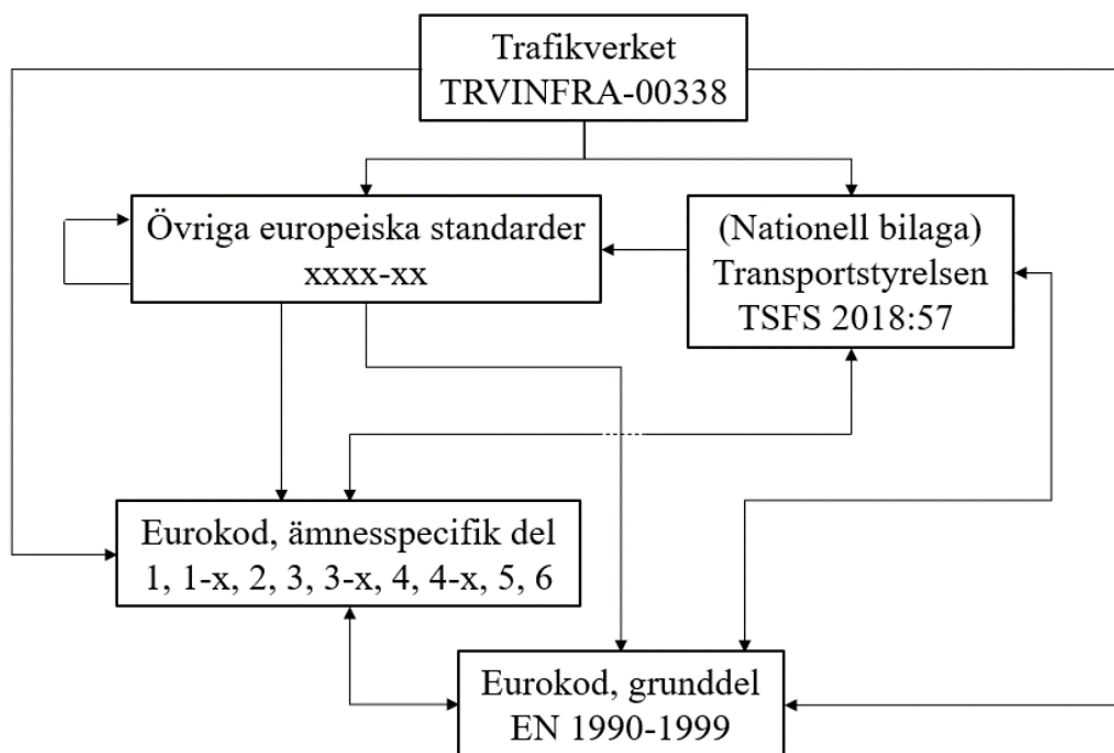 Trafikverket
TRVINFRA-00338
Övriga europeiska standarder
xxxx-xx
(Nationell bilaga)
Transportstyrelsen
TSFS 2018:57
Eurokod, ämnesspecifik del
1, 1-x, 2, 3, 3-x, 4, 4-x, 5, 6
Eurokod, grunddel
EN 1990-1999